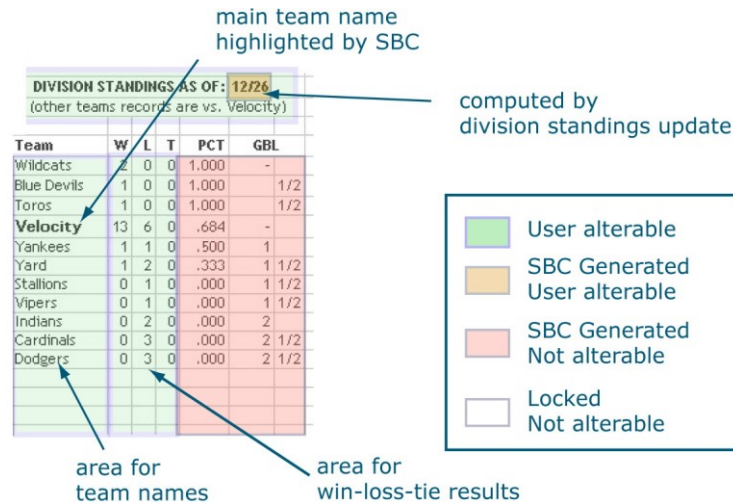 main team name
highlighted by SBC
DIVISION STANDINGS AS OF: 12/26
(other teams records are vs. Velocity)
computed by
division standings update
Team W L T PCT GBL
Wildcats 2 0 0 1.000 -
Blue Devils 1 0 0 1.000 1/2
Toros 1 0 0 1.000 1/2
Velocity 13 6 0 .684 -
Yankees 1 1 0 .500 1
Yard 1 2 0 .333 1 1/2
Stallions 0 1 0 .000 1 1/2
Vipers 0 1 0 .000 1 1/2
Indians 0 2 0 .000 2
Cardinals 0 3 0 .000 2 1/2
Dodgers 0 3 0 .000 2 1/2
User alterable
SBC Generated
User alterable
SBC Generated
Not alterable
Locked
Not alterable
area for
team names
area for
win-loss-tie results